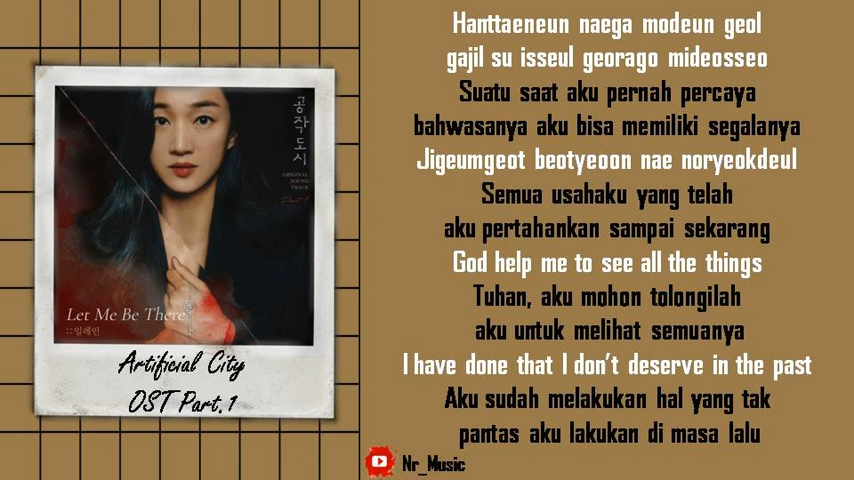 공작도시
ORIGINAL
SOUND
TRACK
Part 1
Let Me Be There
::일레인
Artificial City
OST Part.1
Hanttaeneun naega modeun geol
gajil su isseul georago mideosseo
Suatu saat aku pernah percaya
bahwasanya aku bisa memiliki segalanya
Jigeumgeot beotyeoon nae noryeokdeul
Semua usahaku yang telah
aku pertahankan sampai sekarang
God help me to see all the things
Tuhan, aku mohon tolongilah
aku untuk melihat semuanya
I have done that I don't deserve in the past
Aku sudah melakukan hal yang tak
pantas aku lakukan di masa lalu
Nr_Music